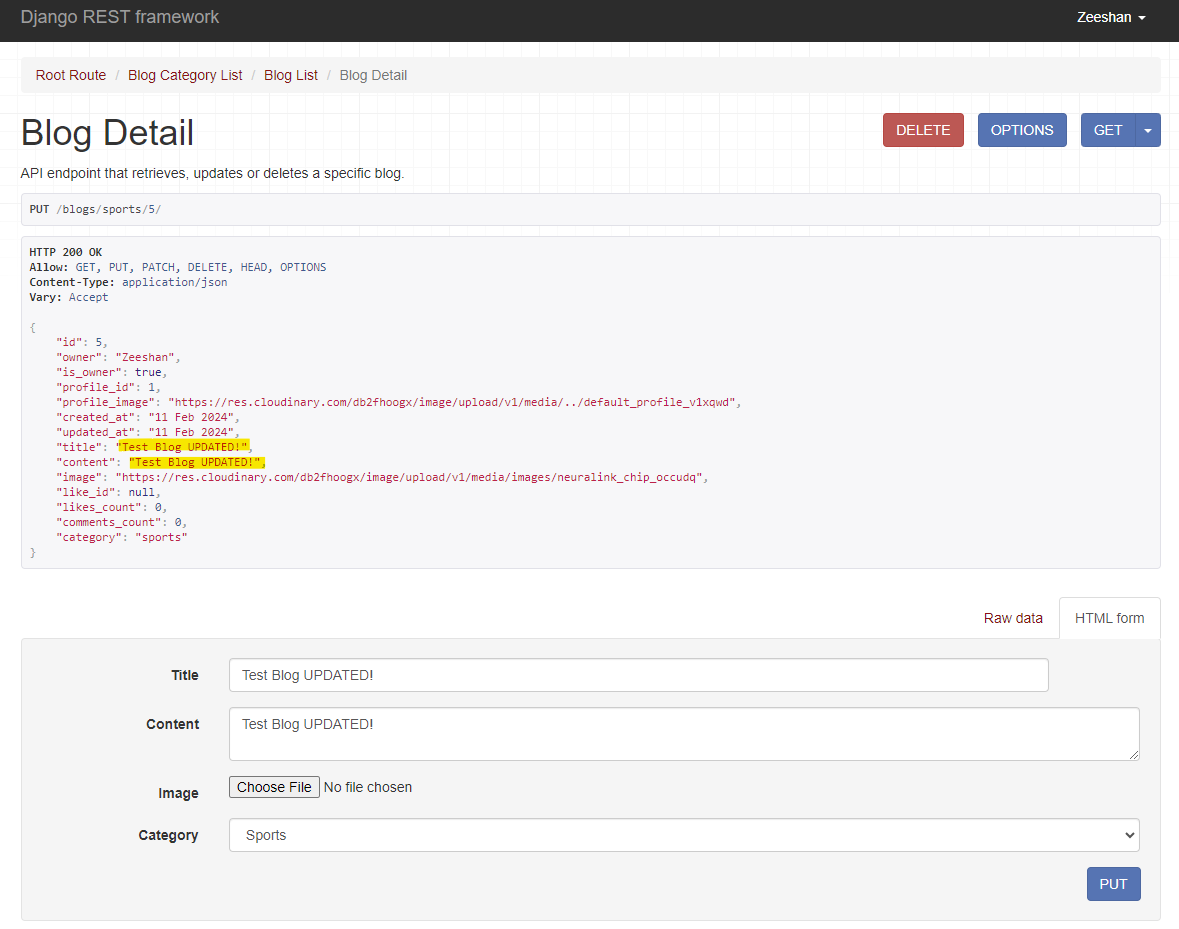 Django REST framework
Zeeshan
Root Route / Blog Category List / Blog List / Blog Detail
Blog Detail
DELETE
OPTIONS
GET
API endpoint that retrieves, updates or deletes a specific blog.
PUT /blogs/sports/5/
HTTP 200 OK
Allow: GET, PUT, PATCH, DELETE, HEAD, OPTIONS
Content-Type: application/json
Vary: Accept
{
    "id": 5,
    "owner": "Zeeshan",
    "is_owner": true,
    "profile_id": 1,
    "profile_image": "https://res.cloudinary.com/db2fhoogx/image/upload/v1/media/../default_profile_v1xqwd",
    "created_at": "11 Feb 2024",
    "updated_at": "11 Feb 2024",
    "title": "Test Blog UPDATED!",
    "content": "Test Blog UPDATED!",
    "image": "https://res.cloudinary.com/db2fhoogx/image/upload/v1/media/images/neuralink_chip_occudq",
    "like_id": null,
    "likes_count": 0,
    "comments_count": 0,
    "category": "sports"
}
Raw data
HTML form
Title
Test Blog UPDATED!
Content
Test Blog UPDATED!
Image
Choose File No file chosen
Category
Sports
PUT